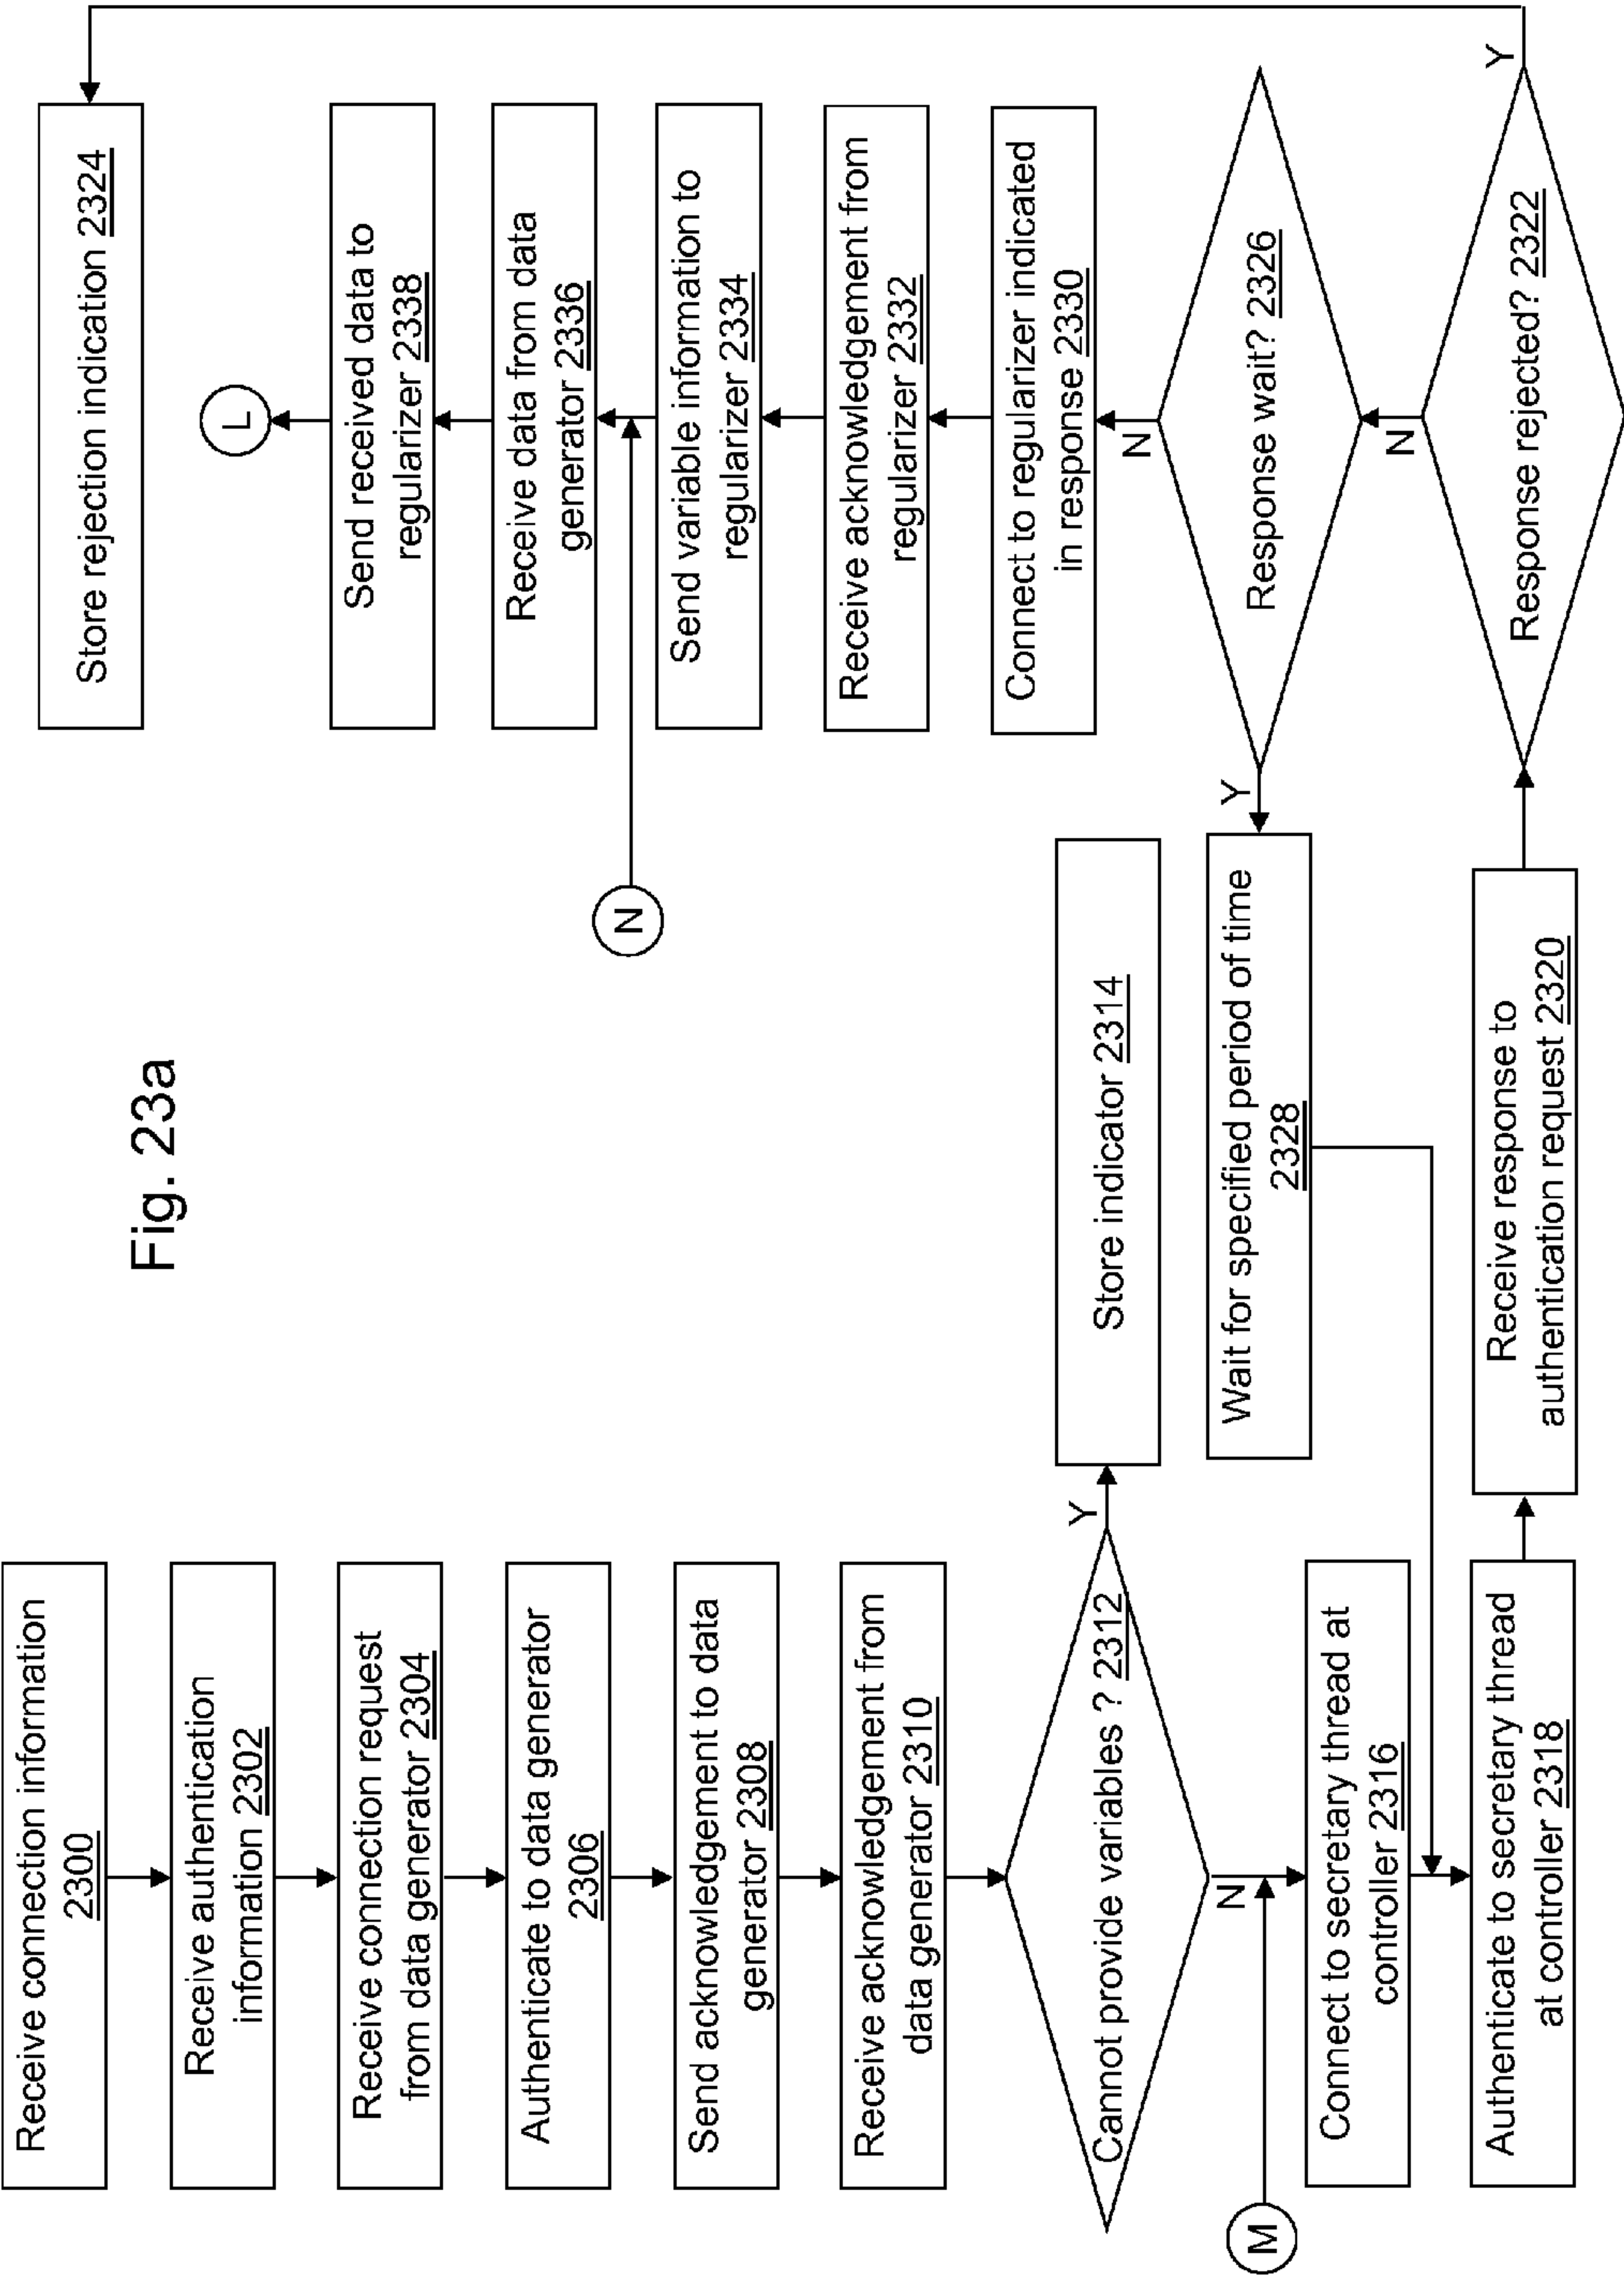 Fig. 23a
Receive connection information
2300
Receive authentication
information 2302
Receive connection request
from data generator 2304
Authenticate to data generator
2306
Send acknowledgement to data
generator 2308
Receive acknowledgement from
data generator 2310
Cannot provide variables ? 2312
Y
Store indicator 2314
N
M
Connect to secretary thread at
controller 2316
Authenticate to secretary thread
at controller 2318
Receive response to
authentication request 2320
Response rejected? 2322
Y
Store rejection indication 2324
N
Response wait? 2326
Y
Wait for specified period of time
2328
N
Connect to regularizer indicated
in response 2330
Receive acknowledgement from
regularizer 2332
Send variable information to
regularizer 2334
N
Receive data from data
generator 2336
Send received data to
regularizer 2338
L